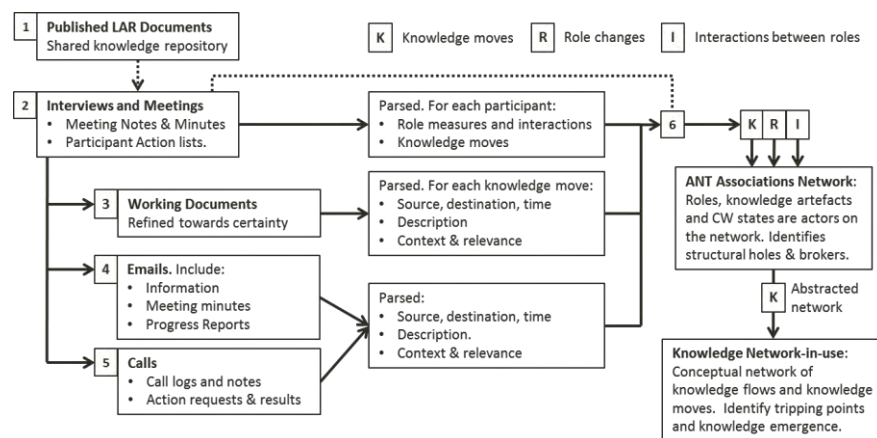 1
Published LAR Documents
Shared knowledge repository
K Knowledge moves
R Role changes
I Interactions between roles
2
Interviews and Meetings
• Meeting Notes & Minutes
• Participant Action lists.
Parsed. For each participant:
• Role measures and interactions
• Knowledge moves
6
K R I
3
Working Documents
Refined towards certainty
Parsed. For each knowledge move:
• Source, destination, time
• Description
• Context & relevance
ANT Associations Network:
Roles, knowledge artefacts
and CW states are actors on
the network. Identifies
structural holes & brokers.
4
Emails. Include:
• Information
• Meeting minutes
• Progress Reports
Parsed:
• Source, destination, time
• Description.
• Context & relevance
K
Abstracted
network
5
Calls
• Call logs and notes
• Action requests & results
Knowledge Network-in-use:
Conceptual network of
knowledge flows and knowledge
moves. Identify tripping points
and knowledge emergence.